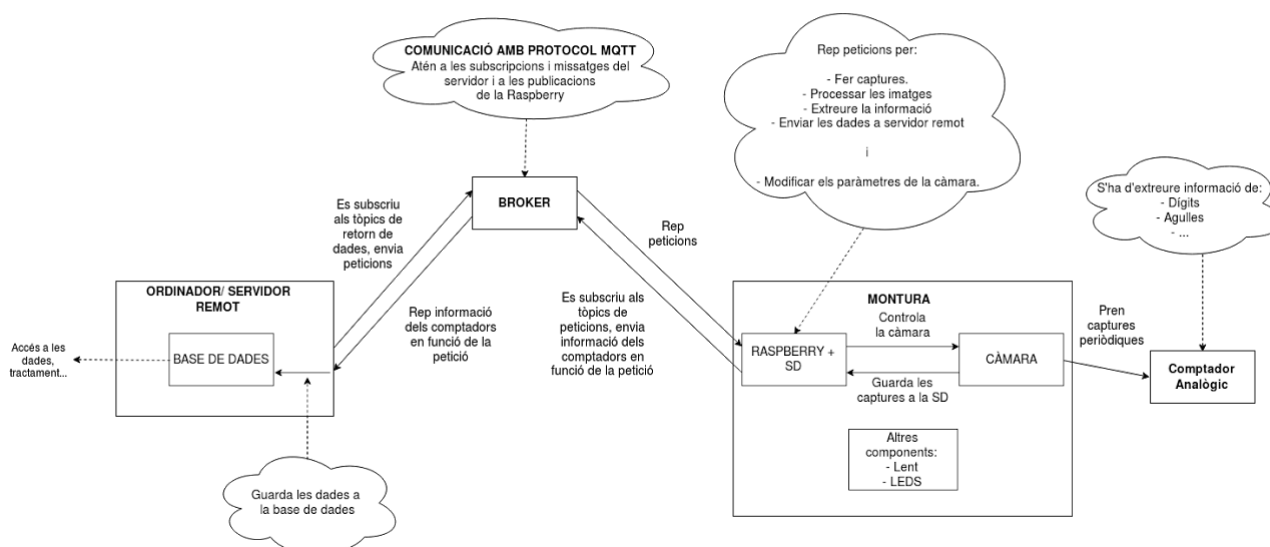 COMUNICACIÓ AMB PROTOCOL MQTT
Atén a les subscripcions i missatges del
servidor i a les publicacions
de la Raspberry
Rep peticions per:
- Fer captures.
- Processar les imatges
- Extreure la informació
- Enviar les dades a servidor remot
i
- Modificar els paràmetres de la càmara.
S'ha d'extreure informació de:
- Dígits
- Agulles
- ...
BROKER
Es subscriu
als tòpics de
retorn de
dades, envia
peticions
Rep
peticions
ORDINADOR/ SERVIDOR
REMOT
BASE DE DADES
Accés a les
dades,
tractament...
Rep informació
dels comptadors
en funció de la
petició
Es subscriu als
tòpics de
peticions, envia
informació dels
comptadors en
funció de la petició
MONTURA
Controla
la càmara
RASPBERRY +
SD
CÀMARA
Guarda les
captures a la SD
Pren
captures
periòdiques
Comptador
Analògic
Altres
components:
- Lent
- LEDS
Guarda les dades a
la base de dades